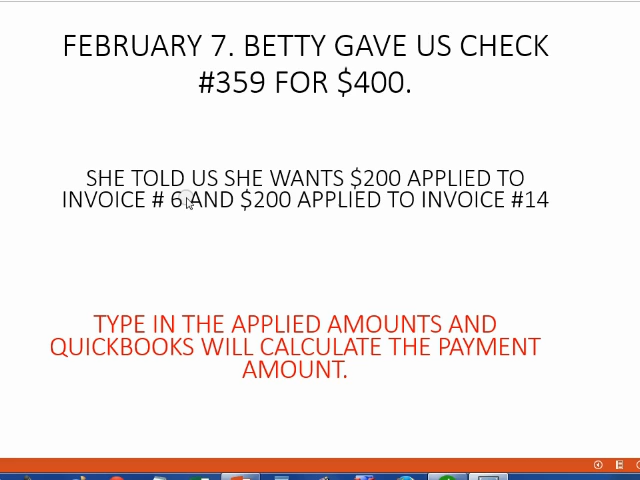 FEBRUARY 7. BETTY GAVE US CHECK
#359 FOR $400.
SHE TOLD US SHE WANTS $200 APPLIED TO
INVOICE # 6 AND $200 APPLIED TO INVOICE #14
TYPE IN THE APPLIED AMOUNTS AND
QUICKBOOKS WILL CALCULATE THE PAYMENT
AMOUNT.